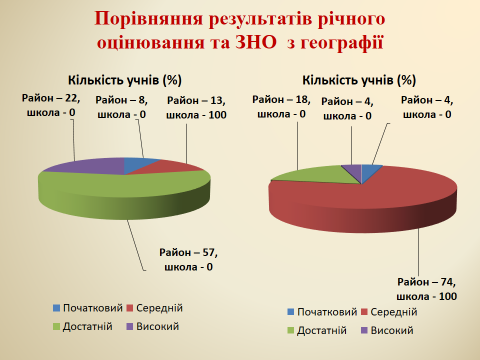 Порівняння результатів річного
оцінювання та ЗНО з географії
Кількість учнів (%)
Район – 22,
школа - 0
Район – 8,
школа - 0
Район – 13,
школа - 100
Район – 57,
школа - 0
Початковий
Середній
Достатній
Високий
Кількість учнів (%)
Район – 18,
школа - 0
Район – 4,
школа - 0
Район – 4,
школа - 0
Район – 74,
школа - 100
Початковий
Середній
Достатній
Високий